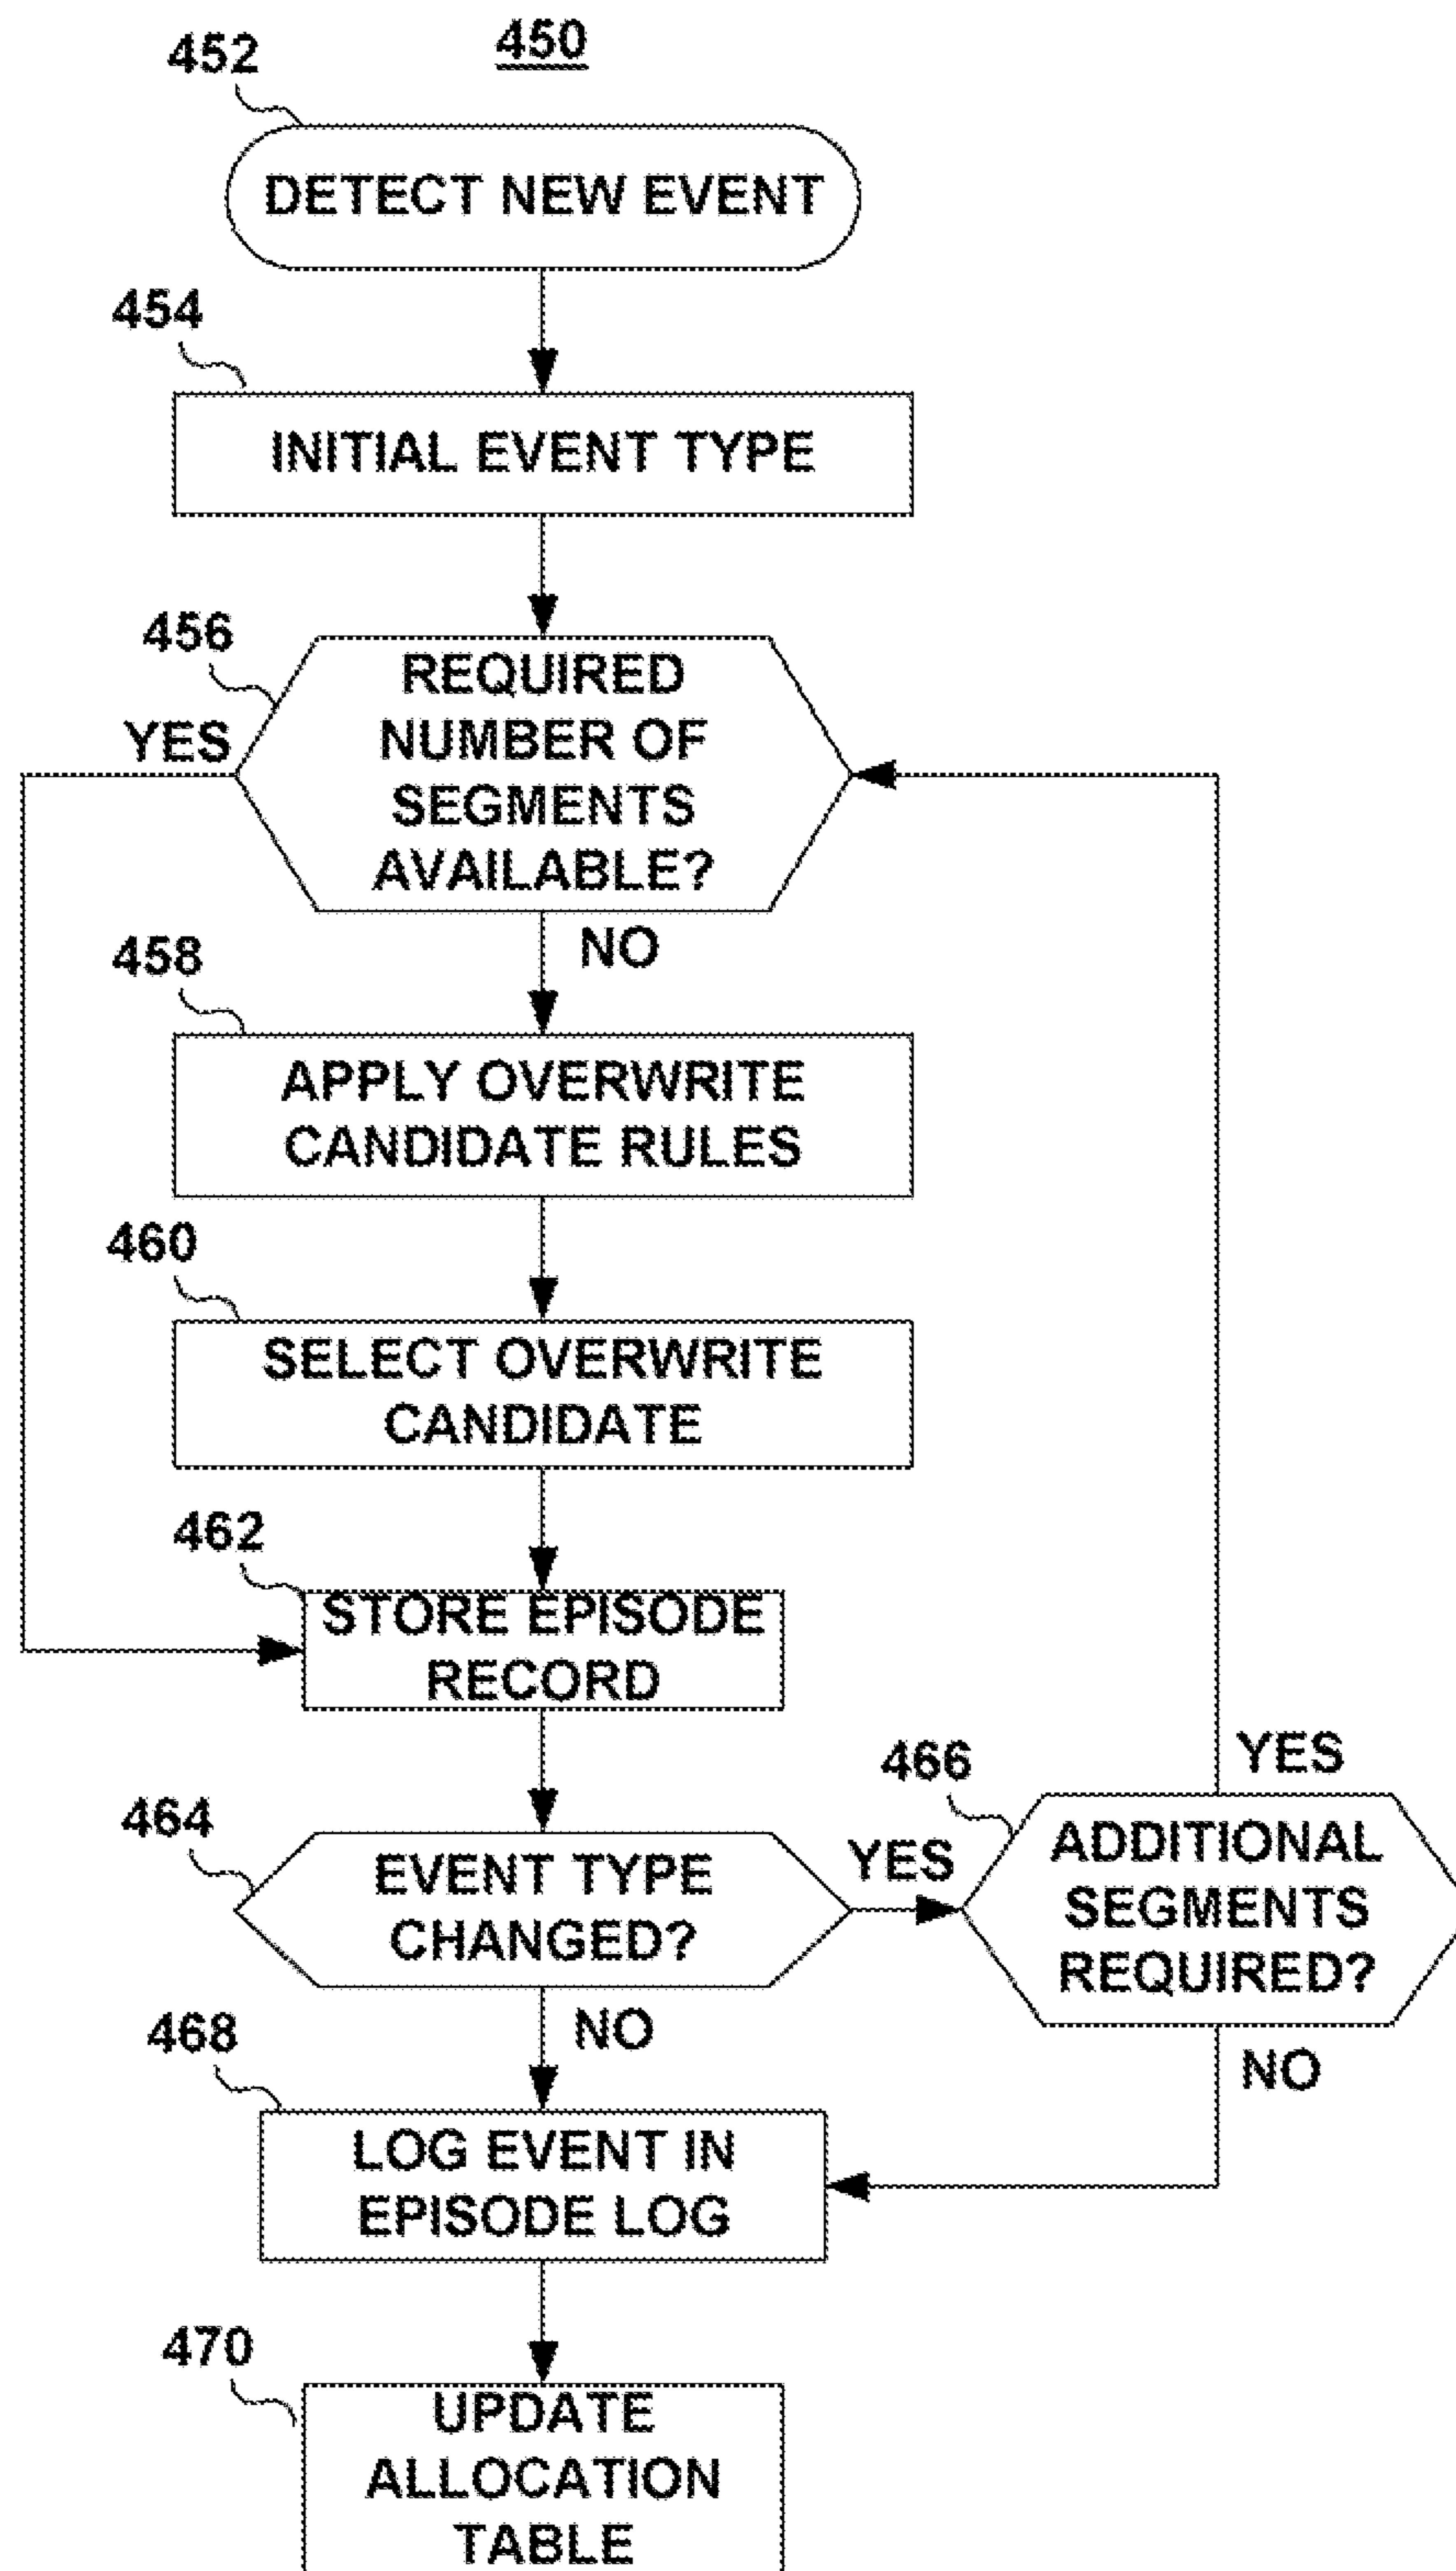 450
452
DETECT NEW EVENT
454
INITIAL EVENT TYPE
456
REQUIRED
NUMBER OF
SEGMENTS
AVAILABLE?
YES
NO
458
APPLY OVERWRITE
CANDIDATE RULES
460
SELECT OVERWRITE
CANDIDATE
462
STORE EPISODE
RECORD
464
EVENT TYPE
CHANGED?
YES
466
ADDITIONAL
SEGMENTS
REQUIRED?
YES
NO
NO
468
LOG EVENT IN
EPISODE LOG
470
UPDATE
ALLOCATION
TABLE